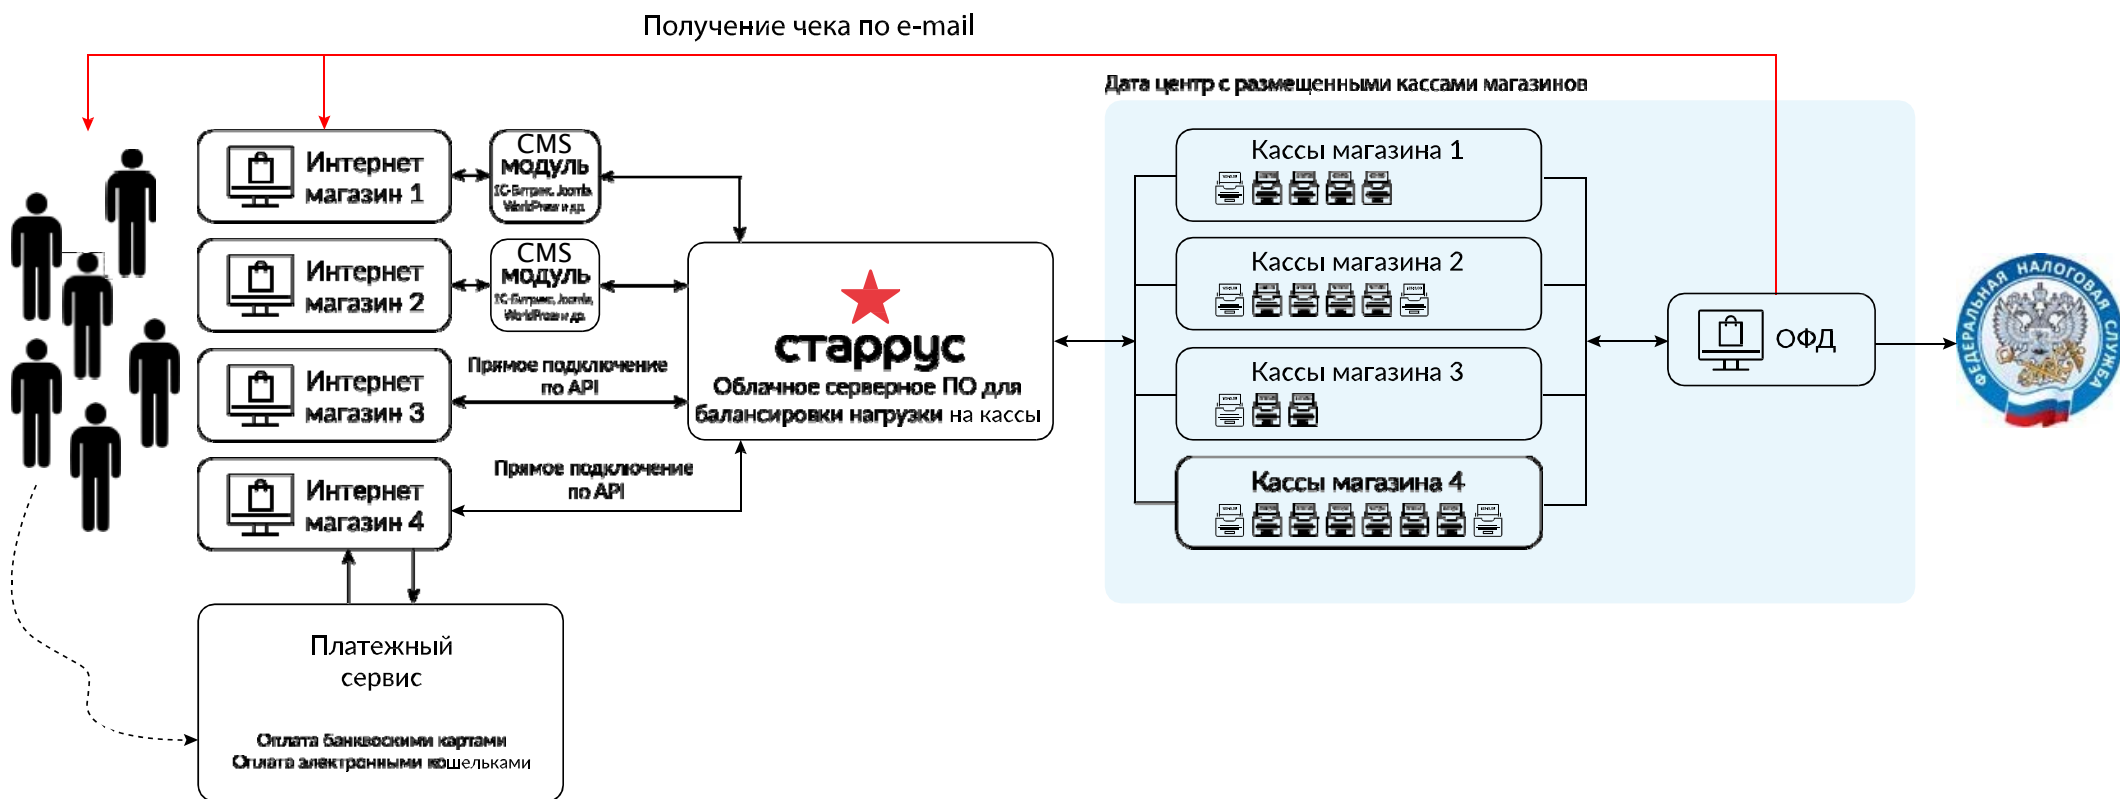 Получение чека по e-mail
Дата центр с размещенными кассами магазинов
Интернет
магазин 1
CMS
модуль
1С-Битрикс, Joomla,
WordPress и др.
Кассы магазина 1
Интернет
магазин 2
CMS
модуль
1С-Битрикс, Joomla,
WordPress и др.
Кассы магазина 2
старрус
Облачное серверное ПО для
балансировки нагрузки на кассы
Интернет
магазин 3
Прямое подключение
по API
Кассы магазина 3
ОФД
ФЕДЕРАЛЬНАЯ НАЛОГОВАЯ СЛУЖБА
Интернет
магазин 4
Прямое подключение
по API
Кассы магазина 4
Платежный
сервис
Оплата банквоскими картами
Оплата электронными кошельками